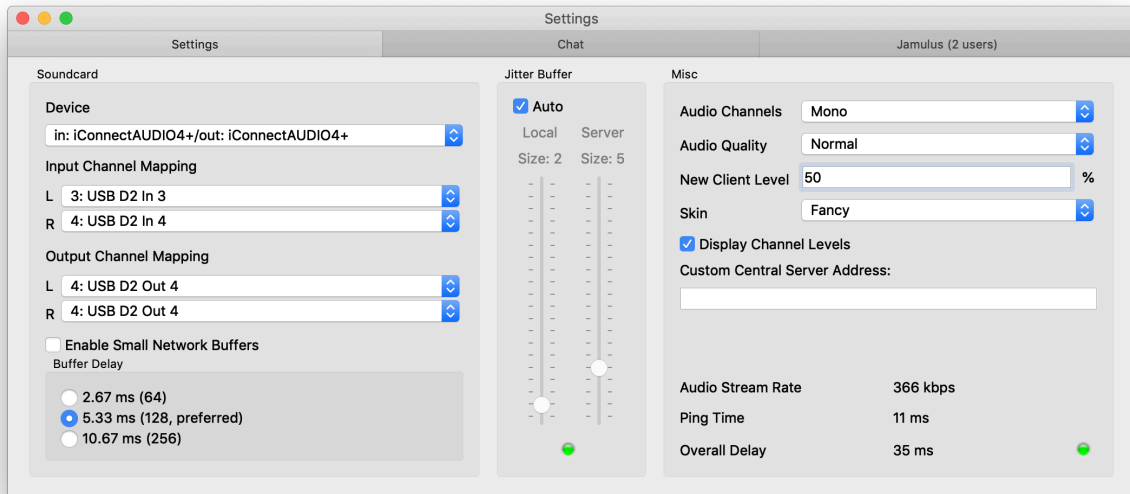 Settings
Settings
Chat
Jamulus (2 users)
Soundcard
Device
in: iConnectAUDIO4+/out: iConnectAUDIO4+
Input Channel Mapping
L 3: USB D2 In 3
R 4: USB D2 In 4
Output Channel Mapping
L 4: USB D2 Out 4
R 4: USB D2 Out 4
Enable Small Network Buffers
Buffer Delay
2.67 ms (64)
5.33 ms (128, preferred)
10.67 ms (256)
Jitter Buffer
Auto
Local Server
Size: 2 Size: 5
Misc
Audio Channels Mono
Audio Quality Normal
New Client Level 50 %
Skin Fancy
Display Channel Levels
Custom Central Server Address:
Audio Stream Rate 366 kbps
Ping Time 11 ms
Overall Delay 35 ms